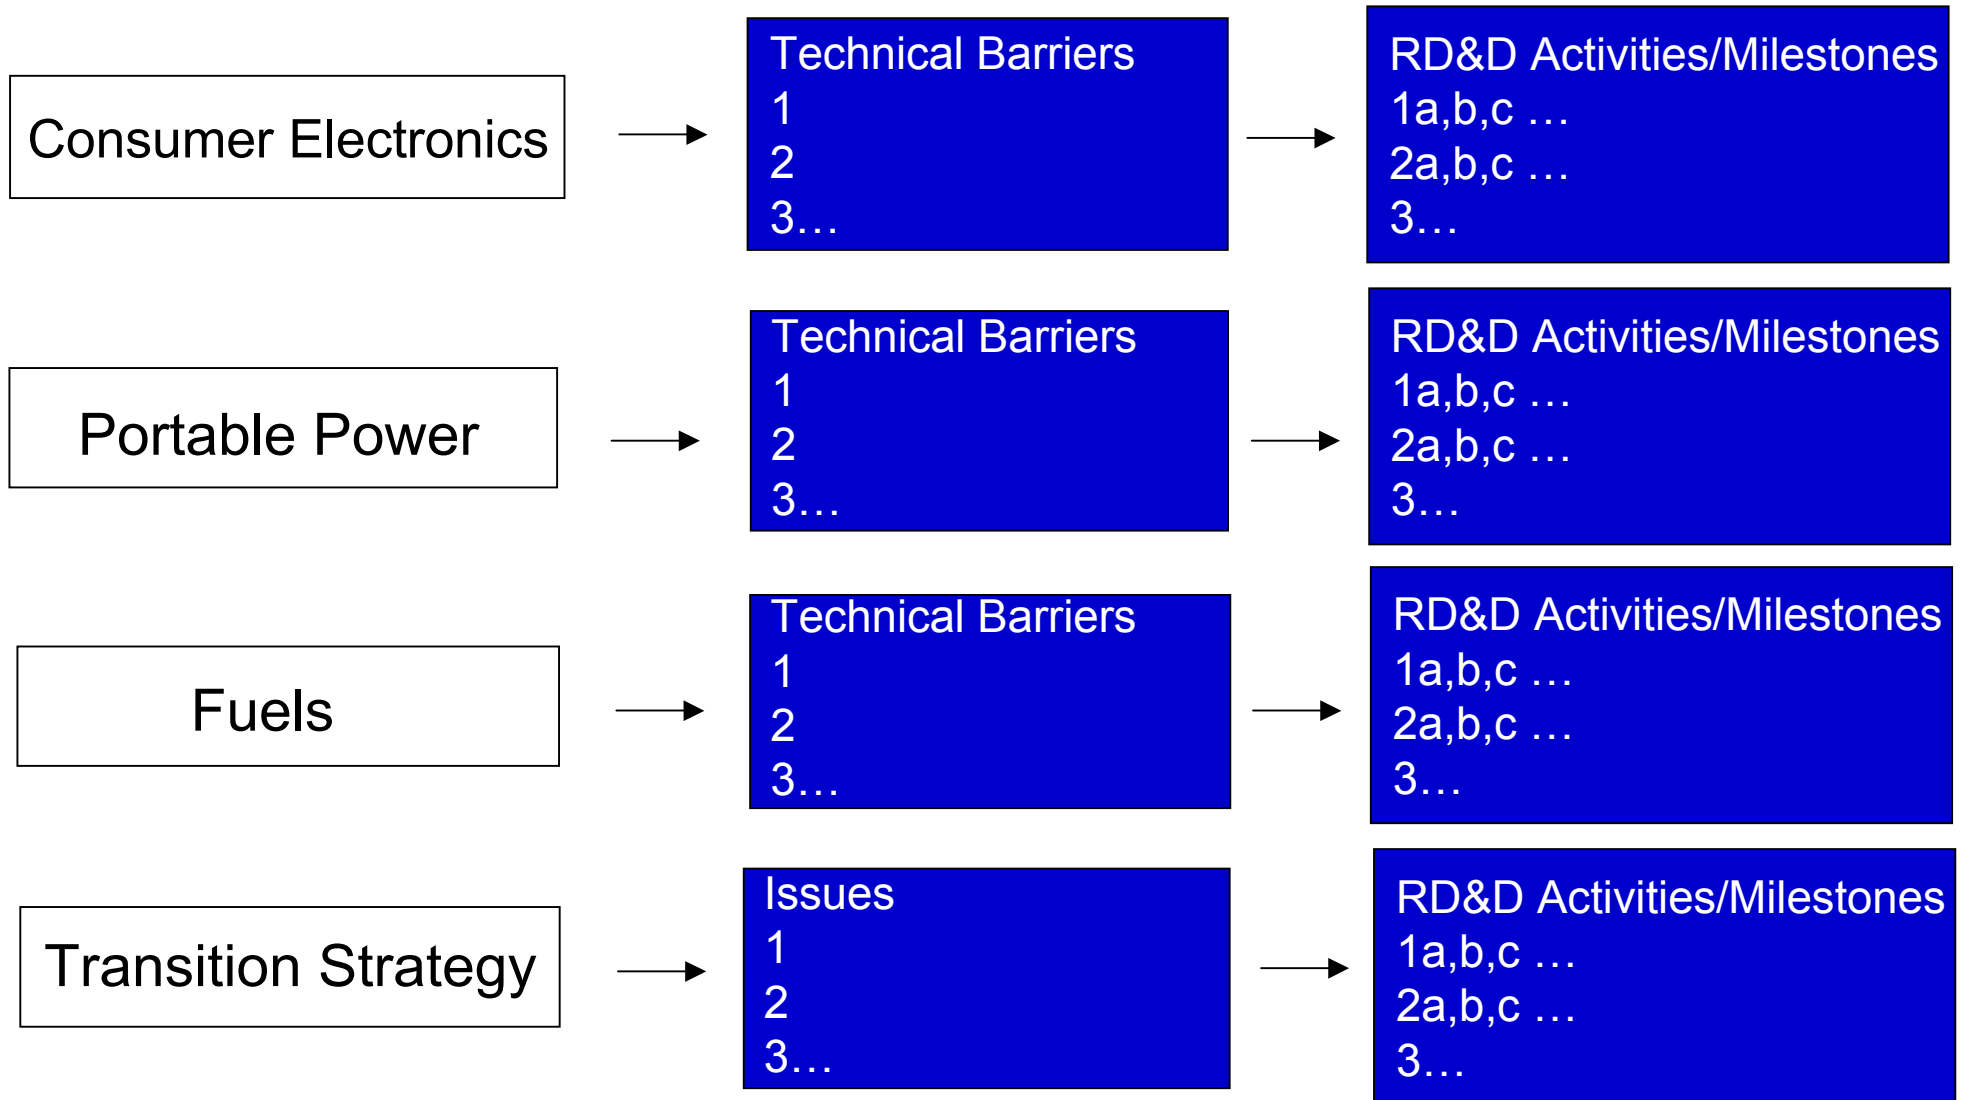 Consumer Electronics
Technical Barriers
1
2
3…
RD&D Activities/Milestones
1a,b,c …
2a,b,c …
3…
Portable Power
Technical Barriers
1
2
3…
RD&D Activities/Milestones
1a,b,c …
2a,b,c …
3…
Fuels
Technical Barriers
1
2
3…
RD&D Activities/Milestones
1a,b,c …
2a,b,c …
3…
Transition Strategy
Issues
1
2
3…
RD&D Activities/Milestones
1a,b,c …
2a,b,c …
3…